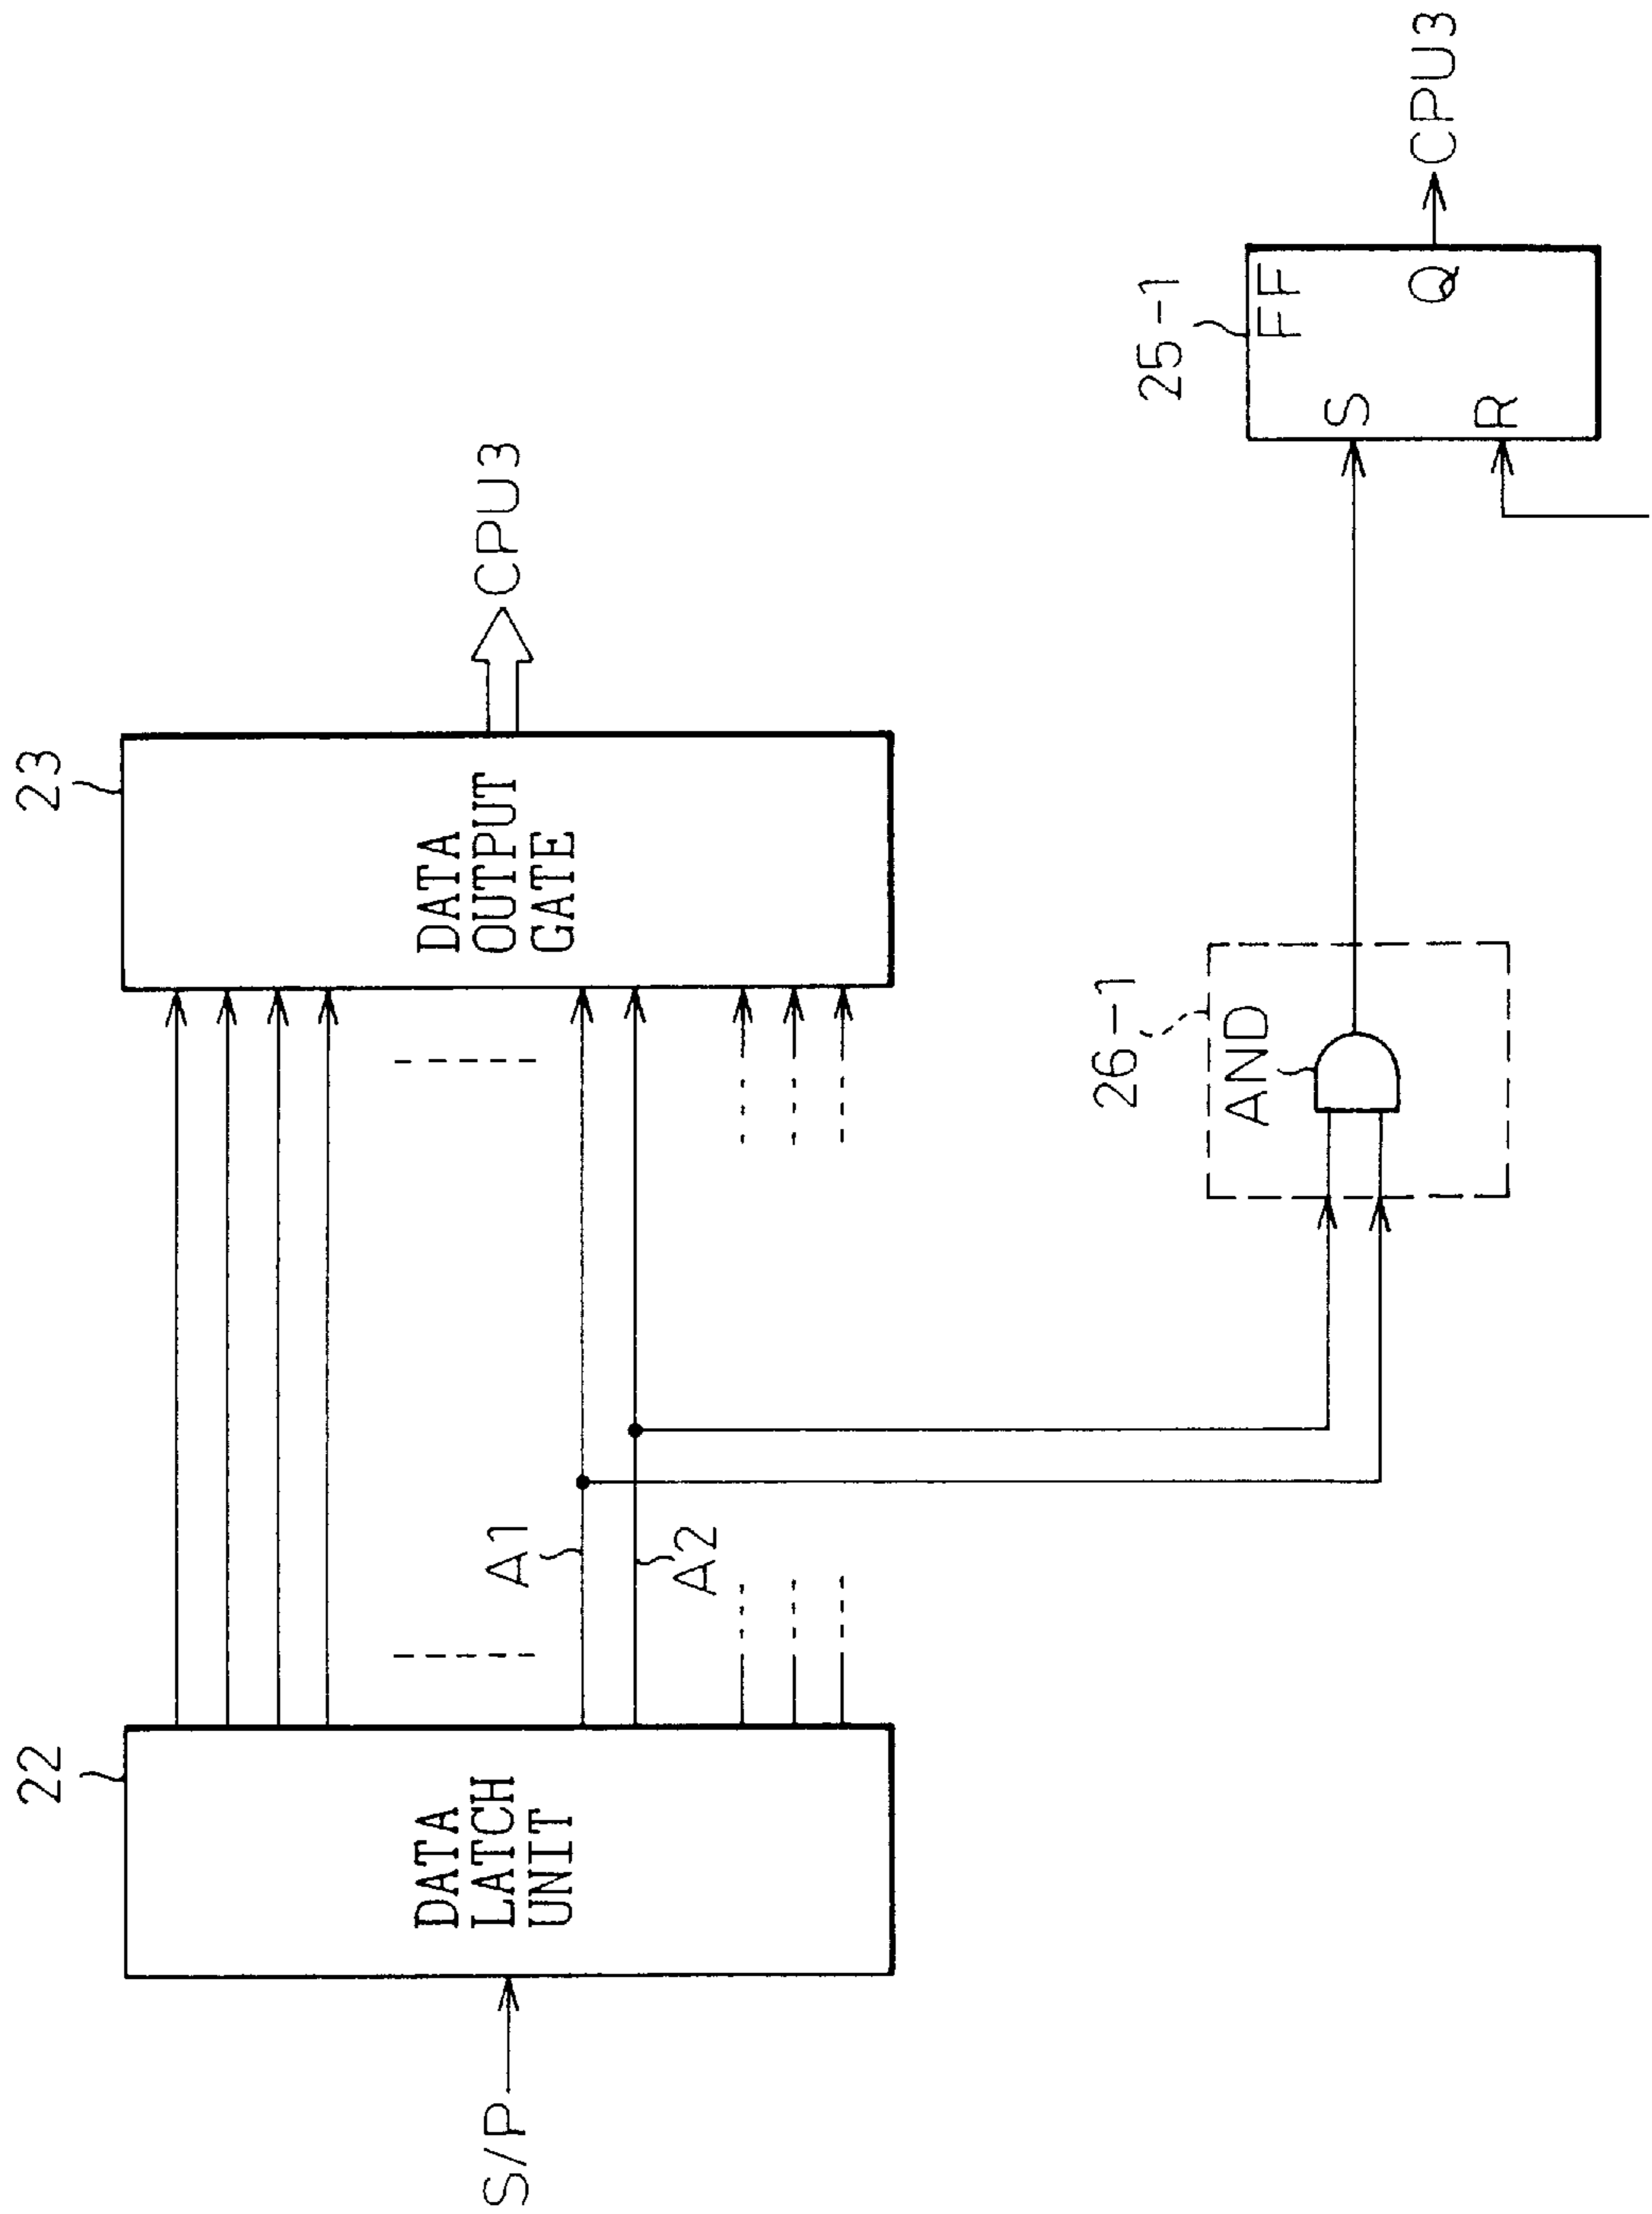 22
23
S/P
DATA
LATCH
UNIT
DATA
OUTPUT
GATE
CPU3
A1
A2
26-1
AND
25-1
FF
S
Q
R
CPU3